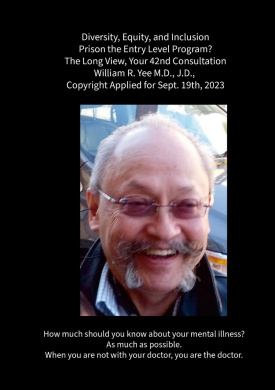 Diversity, Equity, and Inclusion
Prison the Entry Level Program?
The Long View, Your 42nd Consultation
William R. Yee M.D., J.D.,
Copyright Applied for Sept. 19th, 2023
How much should you know about your mental illness?
As much as possible.
When you are not with your doctor, you are the doctor.